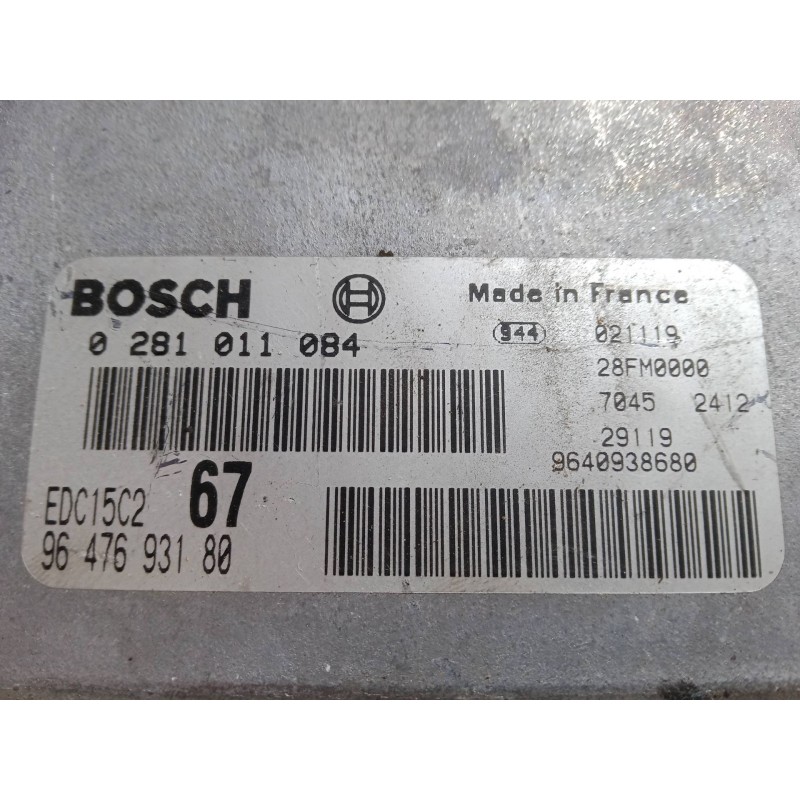 BOSCH
Made in France
0 281 011 084
944 021119
28FM0000
7045 2412
29119
9640938680
EDC15C2 67
96 476 931 80